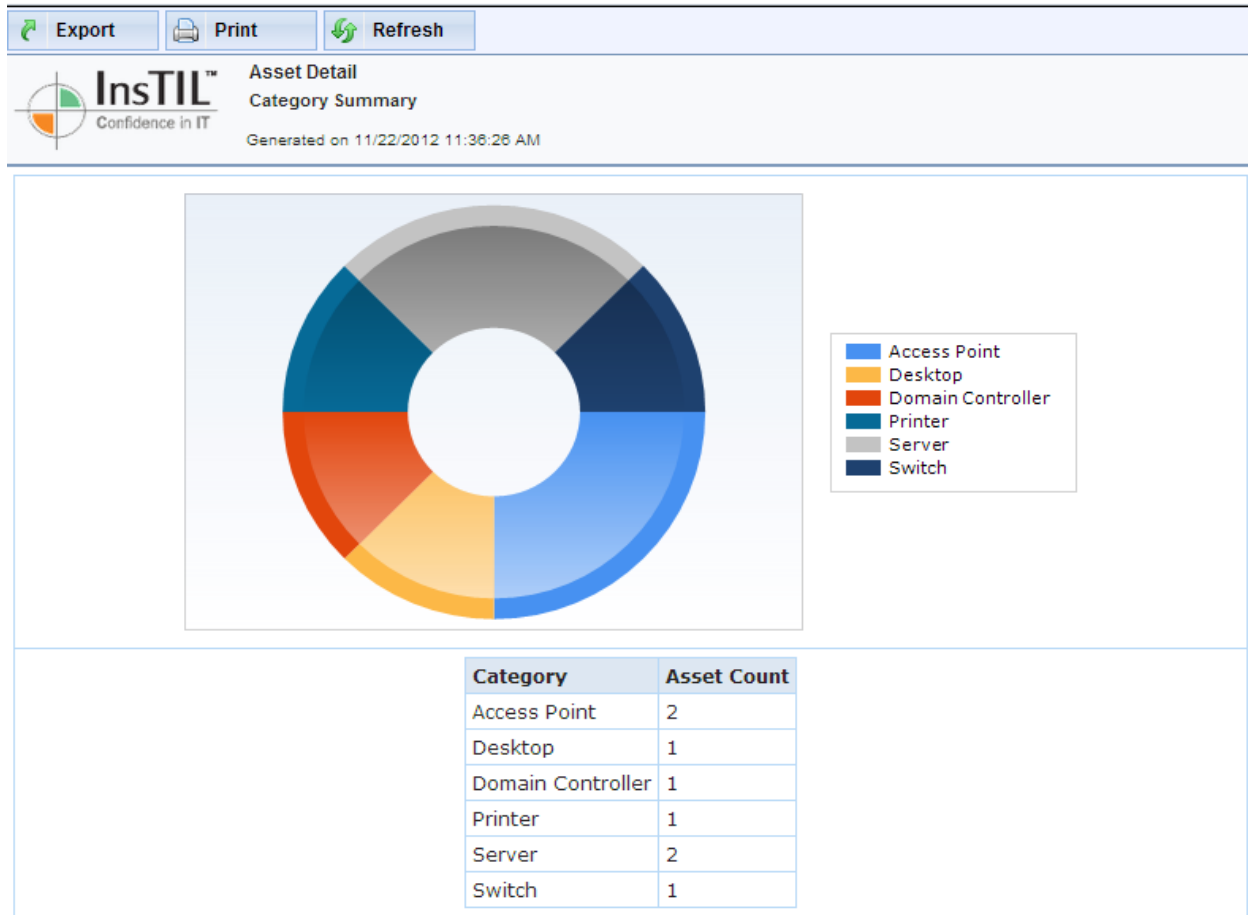 Export Print Refresh
InsTIL™
Confidence in IT
Asset Detail
Category Summary
Generated on 11/22/2012 11:36:26 AM
Access Point
Desktop
Domain Controller
Printer
Server
Switch
Category Asset Count
Access Point 2
Desktop 1
Domain Controller 1
Printer 1
Server 2
Switch 1